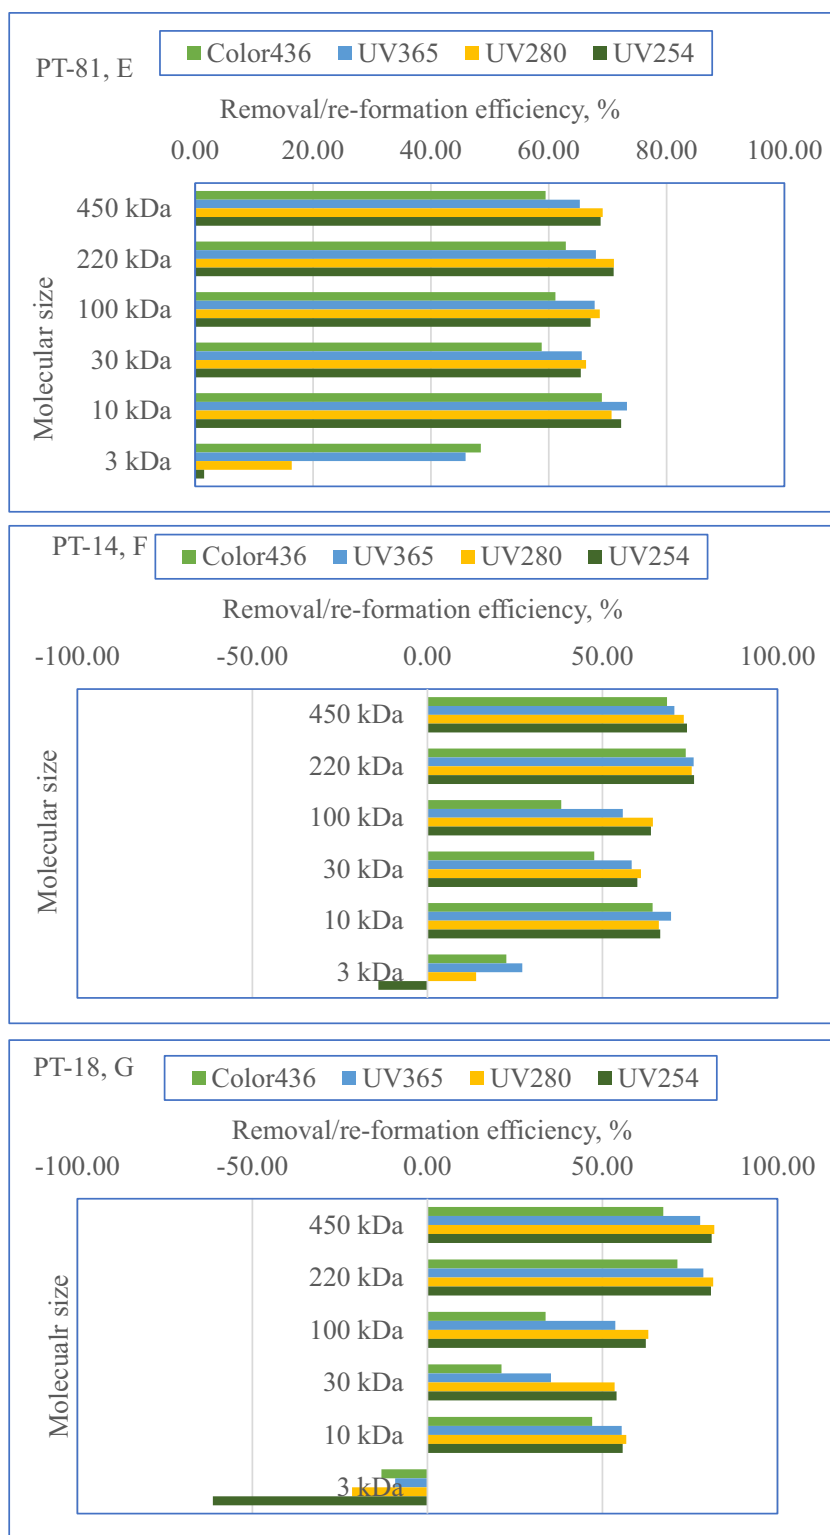 PT-81, E
Color436 UV365 UV280 UV254
Removal/re-formation efficiency, %
0.00 20.00 40.00 60.00 80.00 100.00
Molecular size
450 kDa
220 kDa
100 kDa
30 kDa
10 kDa
3 kDa
PT-14, F
Color436 UV365 UV280 UV254
Removal/re-formation efficiency, %
-100.00 -50.00 0.00 50.00 100.00
Molecular size
450 kDa
220 kDa
100 kDa
30 kDa
10 kDa
3 kDa
PT-18, G
Color436 UV365 UV280 UV254
Removal/re-formation efficiency, %
-100.00 -50.00 0.00 50.00 100.00
Molecualr size
450 kDa
220 kDa
100 kDa
30 kDa
10 kDa
3 kDa